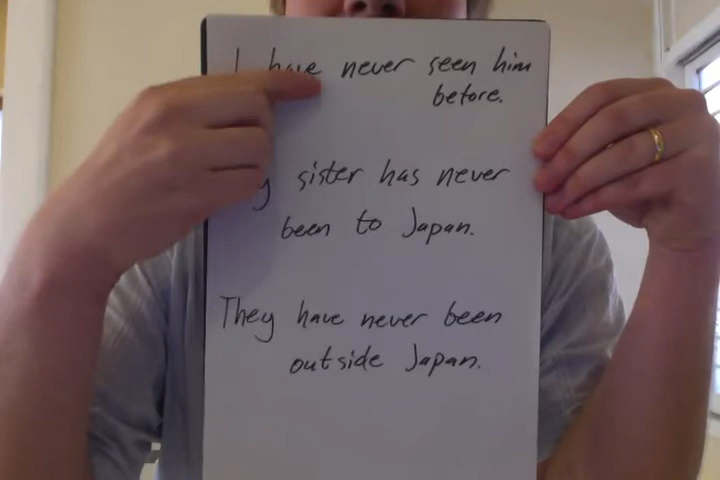 I have never seen him
before.
sister has never
been to Japan.
They have never been
outside Japan.